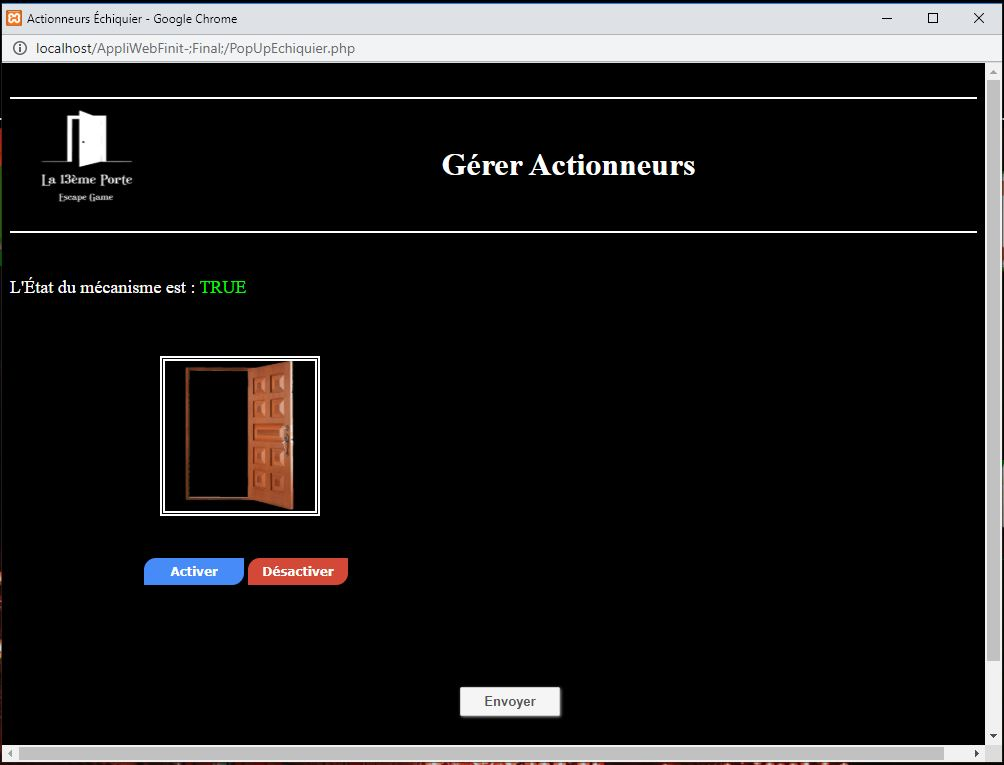 Actionneurs Échiquier - Google Chrome
localhost/AppliWebFinit-;Final;/PopUpEchiquier.php
La 13ème Porte
Escape Game
Gérer Actionneurs
L'État du mécanisme est : TRUE
Activer
Désactiver
Envoyer